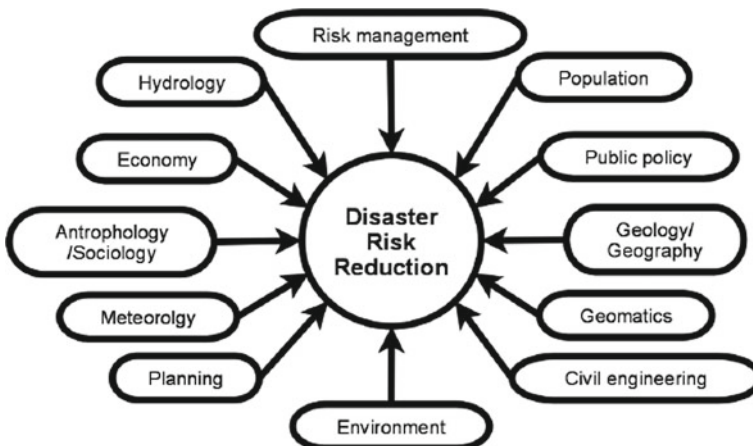 Risk management
Hydrology
Population
Economy
Public policy
Disaster
Risk
Reduction
Antrophology
/Sociology
Geology/
Geography
Meteorolgy
Geomatics
Planning
Civil engineering
Environment